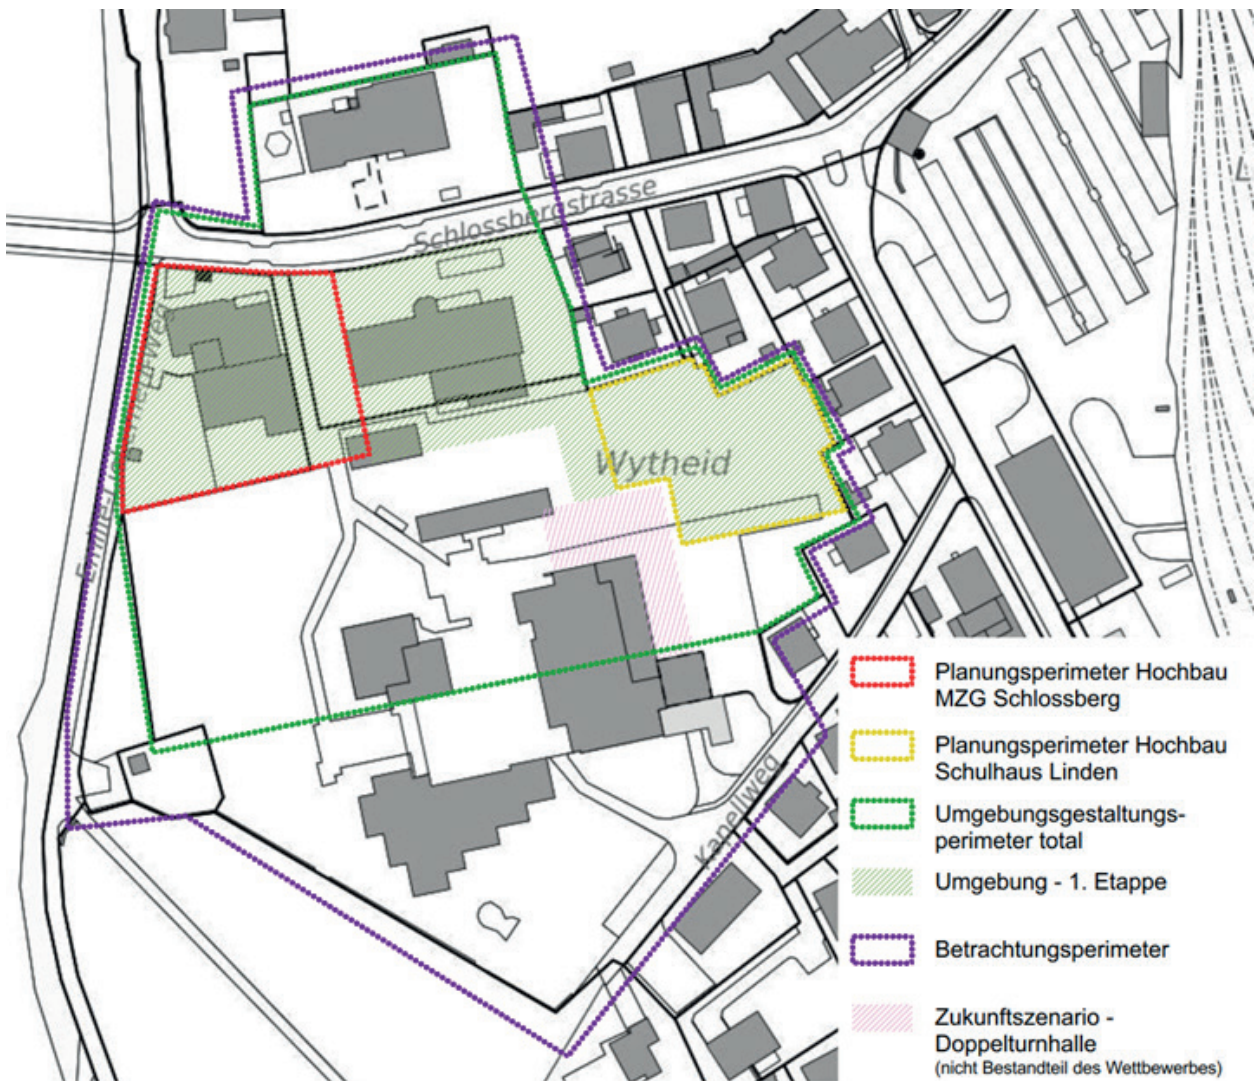 Schlossbergstrasse
Wytheid
Kapellweg
L
Planungsperimeter Hochbau
MZG Schlossberg
Planungsperimeter Hochbau
Schulhaus Linden
Umgebungsgestaltungs-
perimeter total
Umgebung - 1. Etappe
Betrachtungsperimeter
Zukunftszenario -
Doppelturnhalle
(nicht Bestandteil des Wettbewerbes)